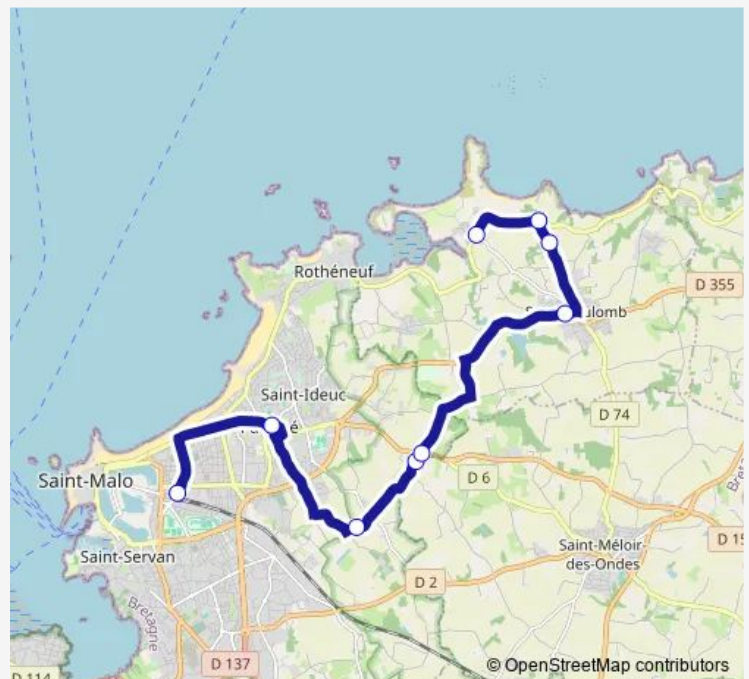 Rothéneuf
D 355
ulomb
Saint-Ideuc
D 74
Saint-Malo
D 6
Saint-Servan
Saint-Méloir-
des-Ondes
D 15
D 2
Bretagne
D 137
D 114
© OpenStreetMap contributors